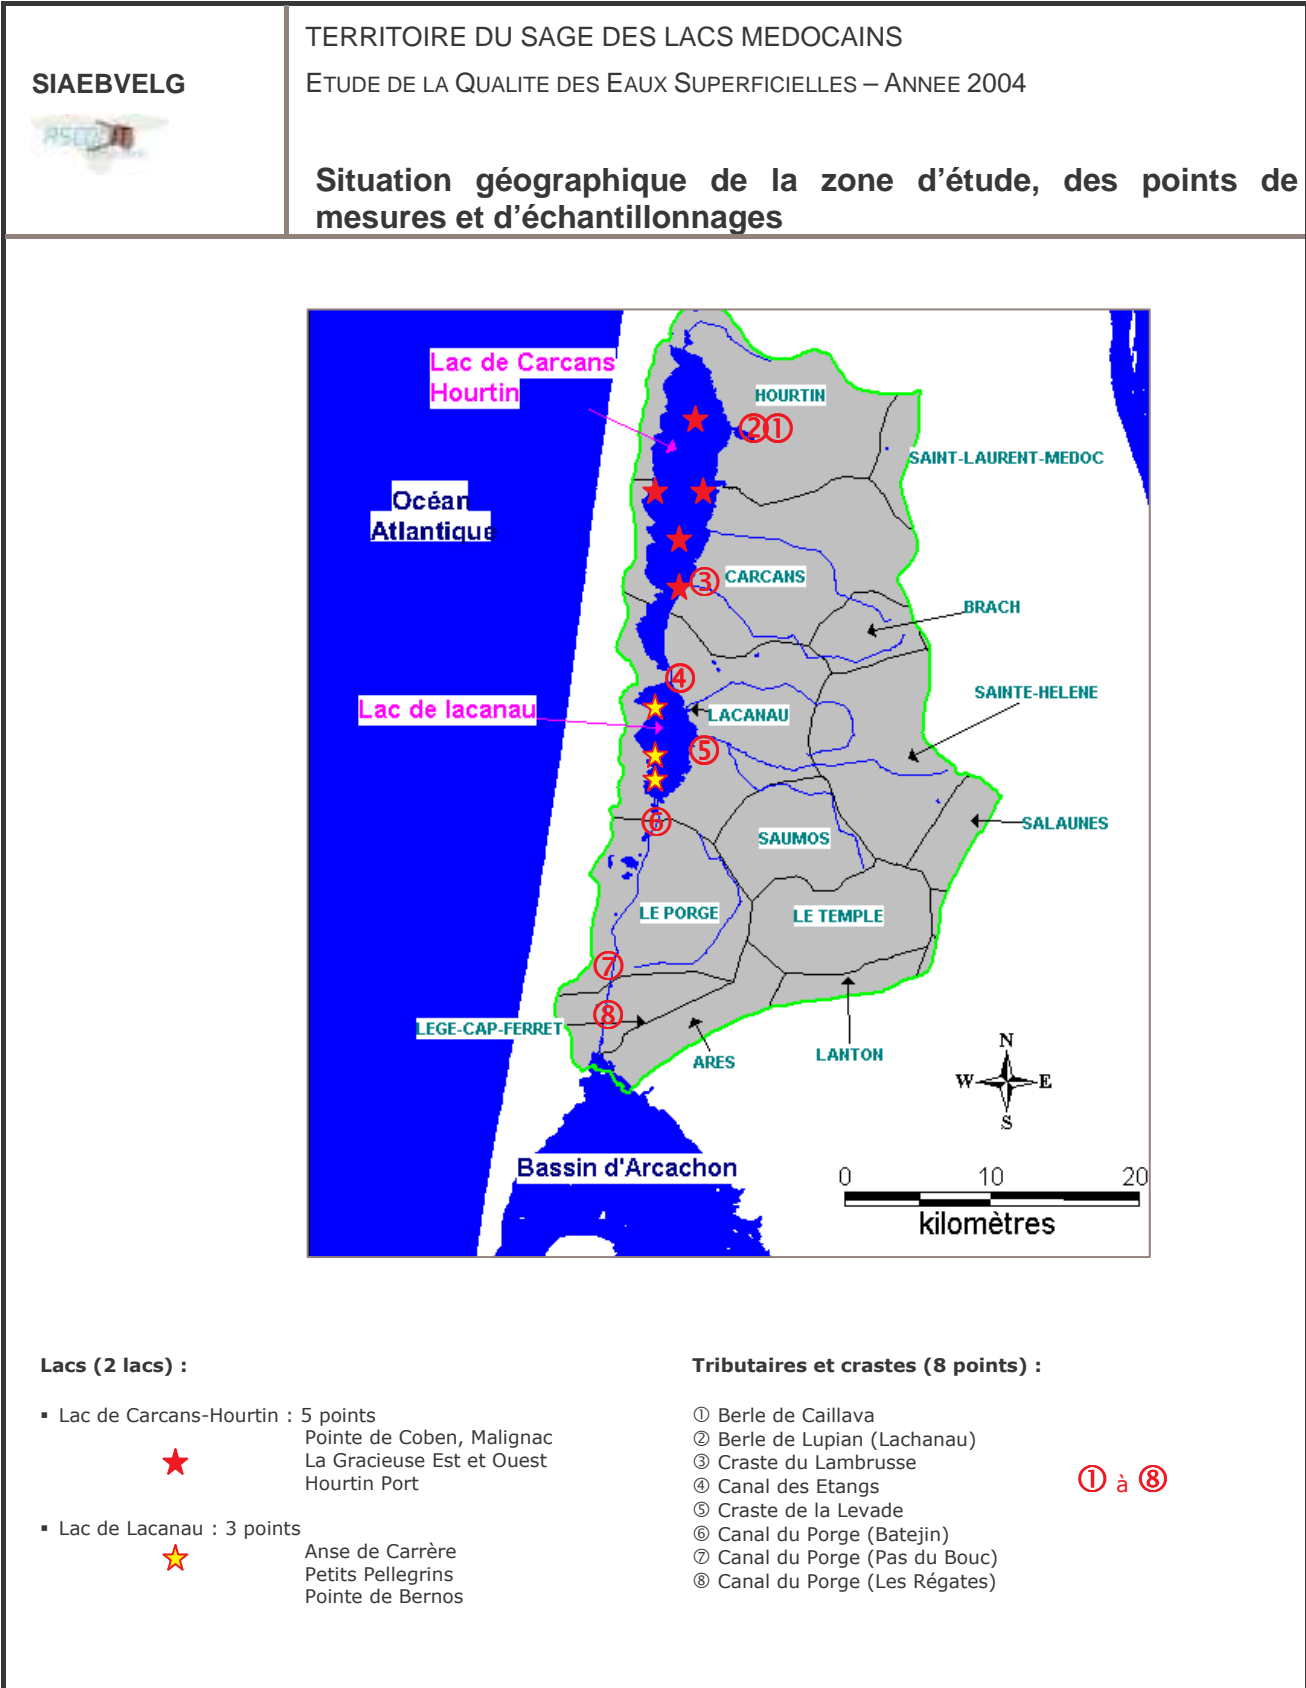 SIAEBVELG
TERRITOIRE DU SAGE DES LACS MEDOCAINS
ETUDE DE LA QUALITE DES EAUX SUPERFICIELLES – ANNEE 2004
Situation géographique de la zone d'étude, des points de
mesures et d'échantillonnages
Lac de Carcans
Hourtin
HOURTIN
② ①
SAINT-LAURENT-MEDOC
Océan
Atlantique
③ CARCANS
BRACH
④
SAINTE-HELENE
Lac de lacanau
LACANAU
⑤
⑥
SALAUNES
SAUMOS
LE PORGE
LE TEMPLE
⑦
⑧
LEGE-CAP-FERRET
ARES
LANTON
N
W E
S
Bassin d'Arcachon
0 10 20
kilomètres
Lacs (2 lacs) :
▪ Lac de Carcans-Hourtin : 5 points
Pointe de Coben, Malignac
La Gracieuse Est et Ouest
Hourtin Port
▪ Lac de Lacanau : 3 points
Anse de Carrère
Petits Pellegrins
Pointe de Bernos
Tributaires et crastes (8 points) :
① Berle de Caillava
② Berle de Lupian (Lachanau)
③ Craste du Lambrusse
④ Canal des Etangs
⑤ Craste de la Levade
⑥ Canal du Porge (Batejin)
⑦ Canal du Porge (Pas du Bouc)
⑧ Canal du Porge (Les Régates)
① à ⑧